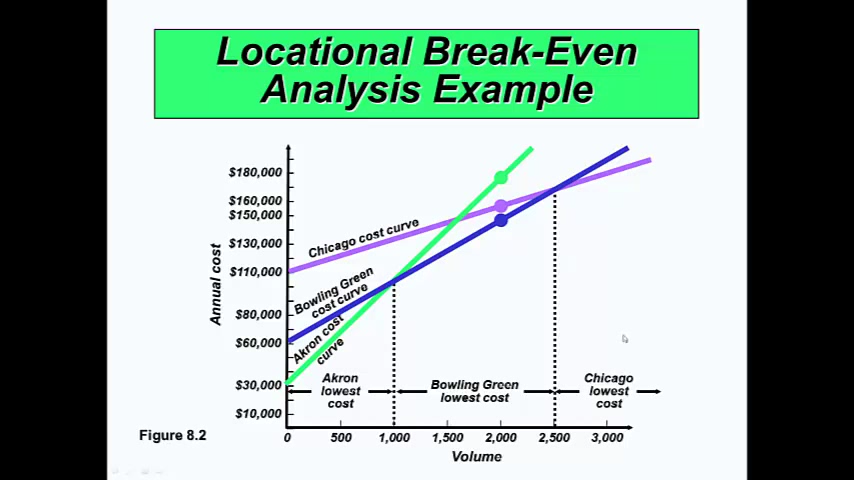 Locational Break-Even
Analysis Example
$180,000
$160,000
$150,000
$130,000
$110,000
$80,000
$60,000
$30,000
$10,000
Annual cost
Chicago cost curve
Bowling Green
cost curve
Akron cost
curve
Akron
lowest
cost
Bowling Green
lowest cost
Chicago
lowest
cost
0
500
1,000
1,500
2,000
2,500
3,000
Volume
Figure 8.2